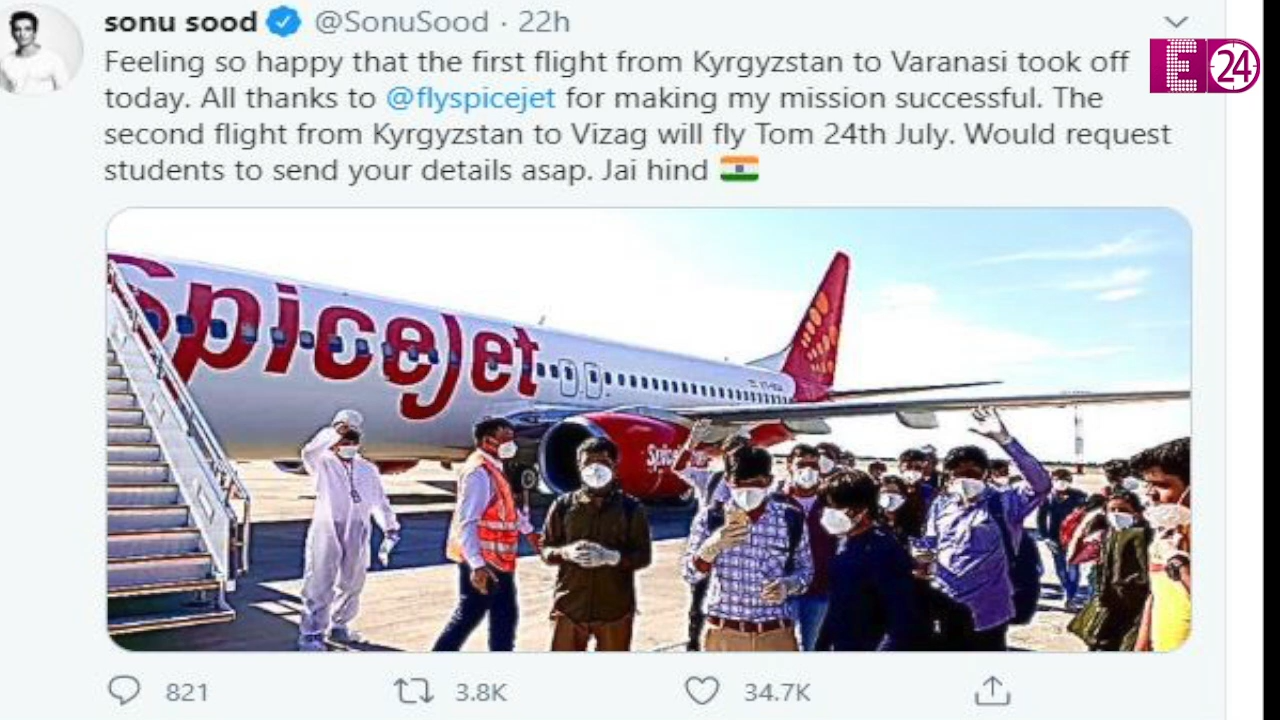 sonu sood @SonuSood · 22h
E 24
Feeling so happy that the first flight from Kyrgyzstan to Varanasi took off
today. All thanks to @flyspicejet for making my mission successful. The
second flight from Kyrgyzstan to Vizag will fly Tom 24th July. Would request
students to send your details asap. Jai hind
SpiceJet
821 3.8K 34.7K